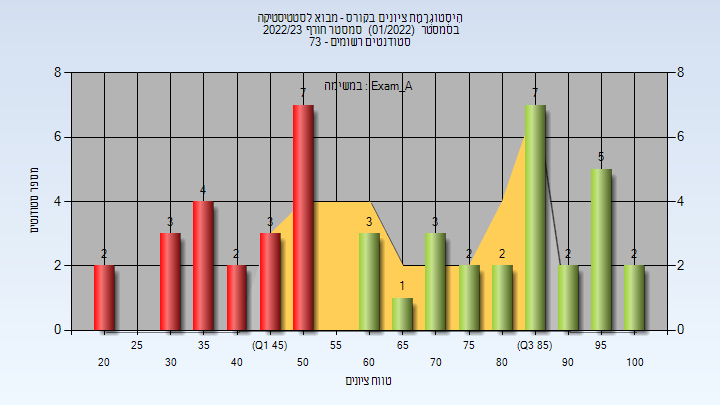 היסטוגרמת ציונים בקורס - מבוא לסטטיסטיקה
בסמסטר (01/2022) סמסטר חורף 2022/23
סטודנטים רשומים - 73
במשימה : Exam_A
מספר סטודנטים
8 8
6 6
4 4
2 2
0 0
2 3 4 2 3 7 3 1 3 2 2 7 2 5 2
25 35 (Q1 45) 55 65 75 (Q3 85) 95
20 30 40 50 60 70 80 90 100
טווח ציונים